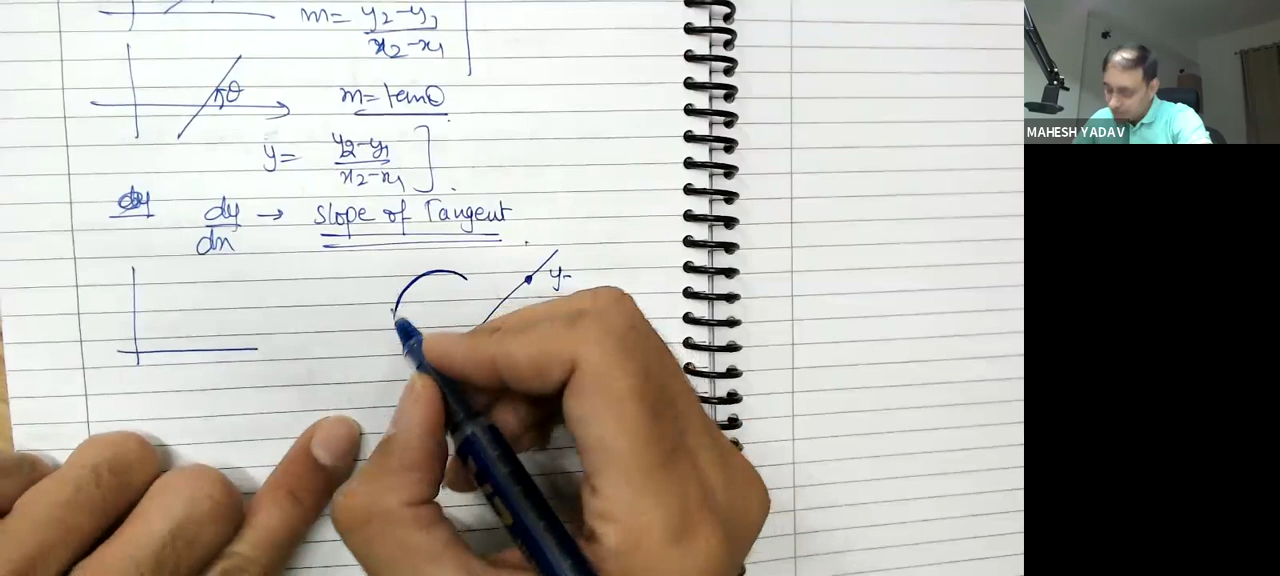 m = y2-y1 / x2-x1
θ
m = tanθ
y = y2-y1 / x2-x1
dy/dx → Slope of Tangent
y-
MAHESH YADAV